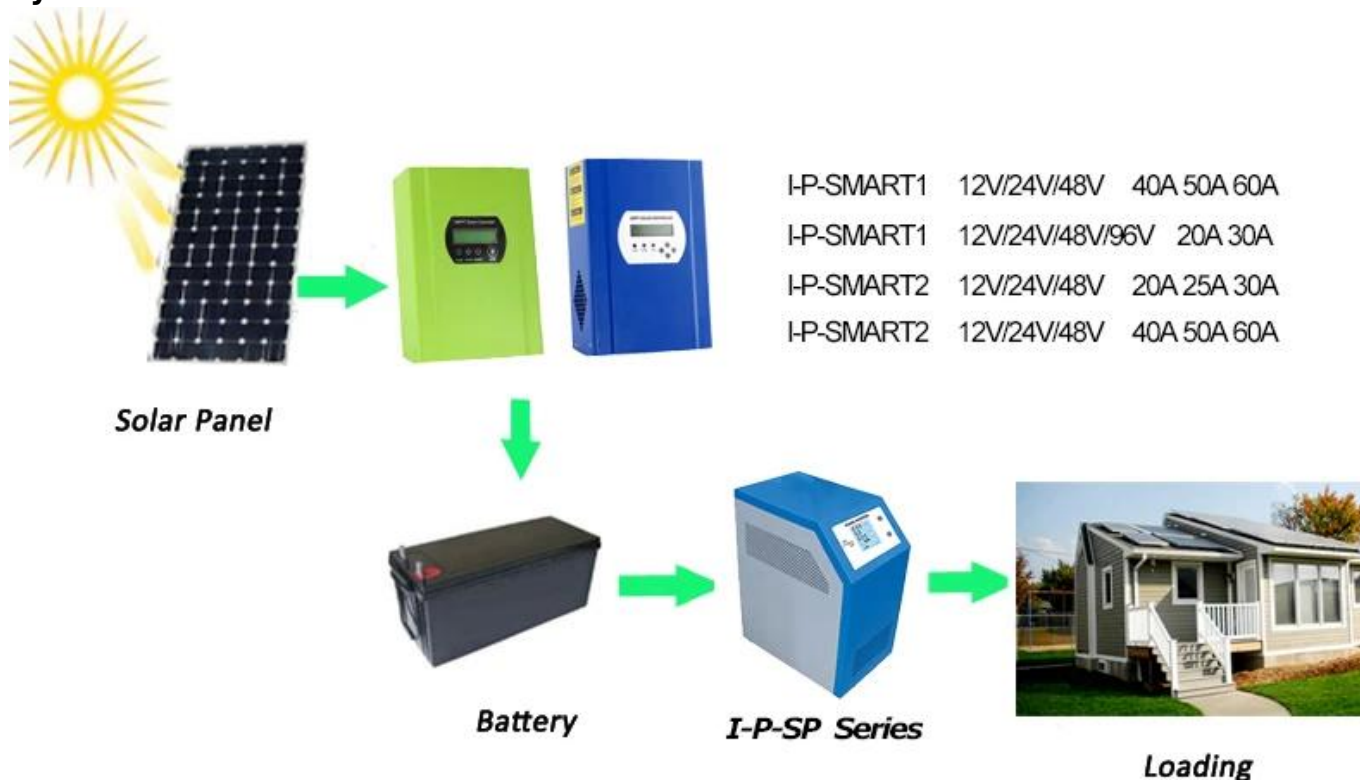 I-P-SMART1 12V/24V/48V 40A 50A 60A
I-P-SMART1 12V/24V/48V/96V 20A 30A
I-P-SMART2 12V/24V/48V 20A 25A 30A
I-P-SMART2 12V/24V/48V 40A 50A 60A
Solar Panel
Battery
I-P-SP Series
Loading